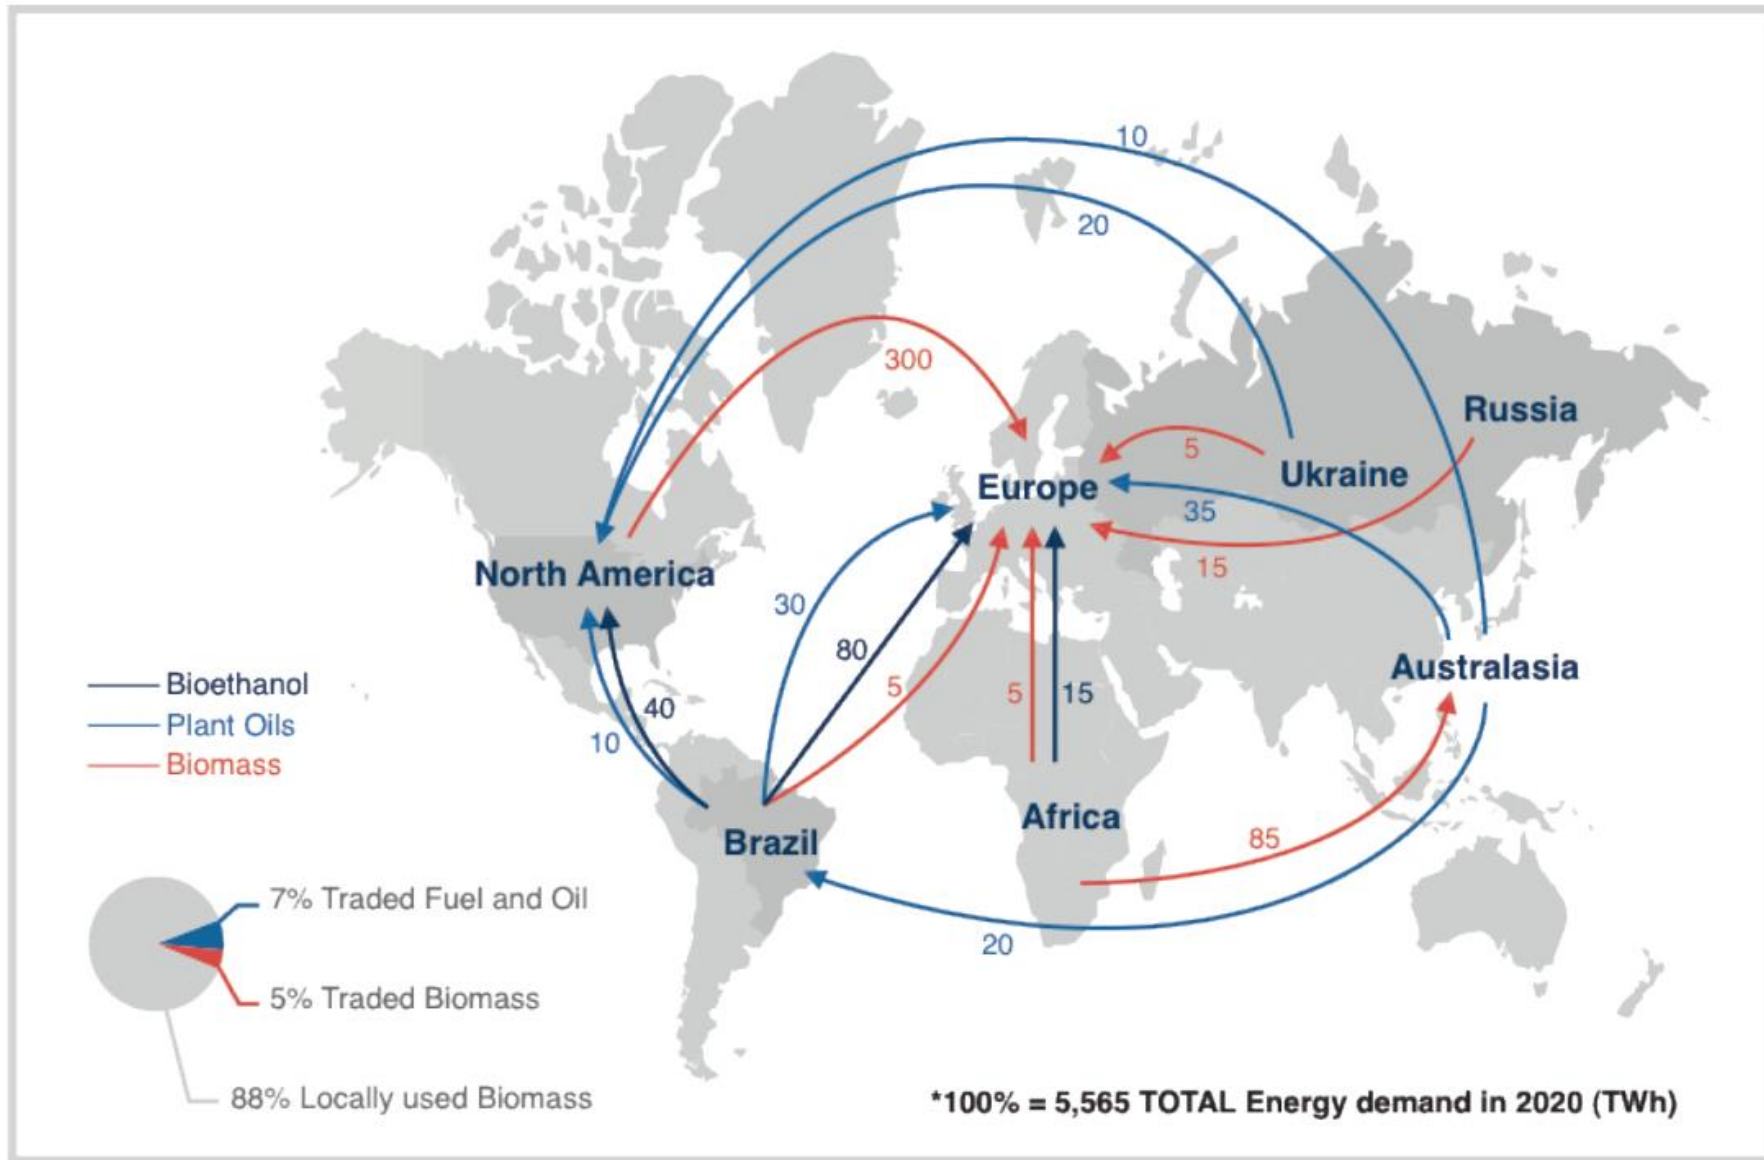 10
20
300
Russia
5
Ukraine
Europe
35
15
North America
30
80
5
5
15
Australasia
40
10
Bioethanol
Plant Oils
Biomass
Africa
Brazil
85
20
7% Traded Fuel and Oil
5% Traded Biomass
88% Locally used Biomass
*100% = 5,565 TOTAL Energy demand in 2020 (TWh)